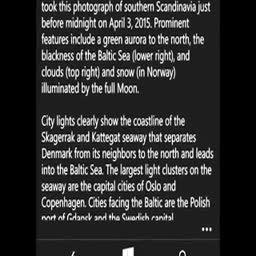 took this photograph of southern Scandinavia just
before midnight on April 3, 2015. Prominent
features include a green aurora to the north, the
blackness of the Baltic Sea (lower right), and
clouds (top right) and snow (in Norway)
illuminated by the full Moon.
City lights clearly show the coastline of the
Skagerrak and Kattegat seaway that separates
Denmark from its neighbors to the north and leads
into the Baltic Sea. The largest light clusters on the
seaway are the capital cities of Oslo and
Copenhagen. Cities facing the Baltic are the Polish
port of Gdansk and the Swedish capital
...